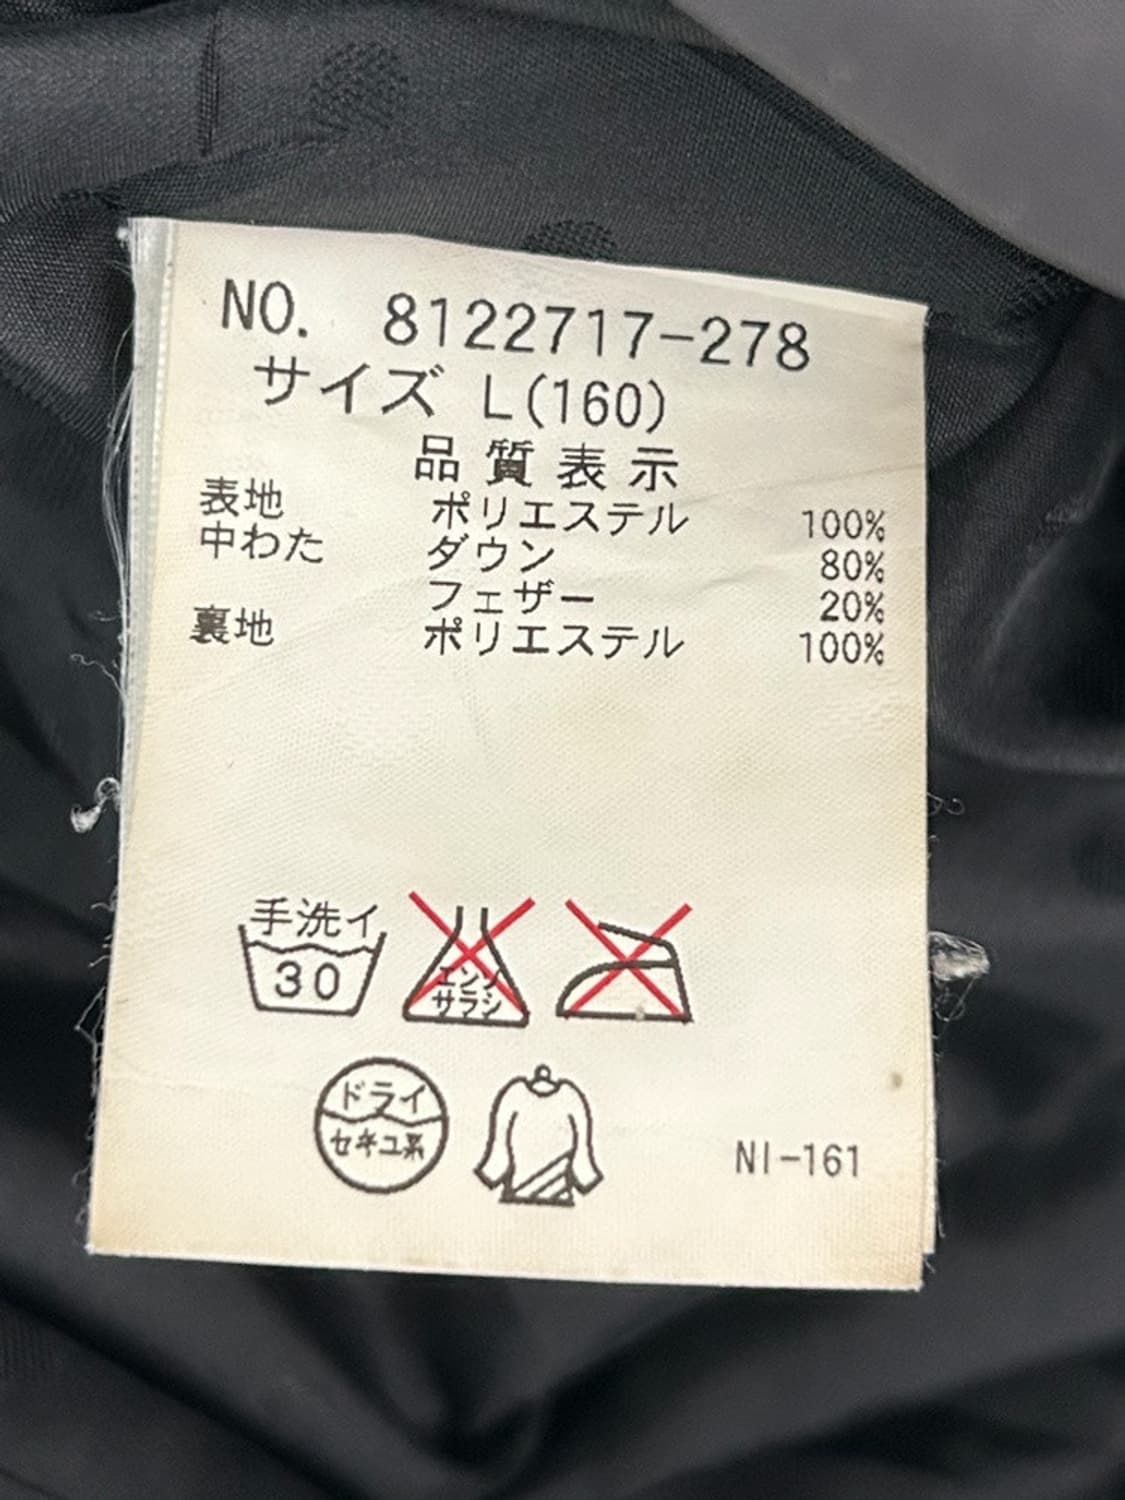 NO. 8122717-278
サイズ L(160)
品質表示
表地 ポリエステル 100%
中わた ダウン 80%
フェザー 20%
裏地 ポリエステル 100%
手洗イ
30
エンソ
サラシ
ドライ
セキユ系
NI-161